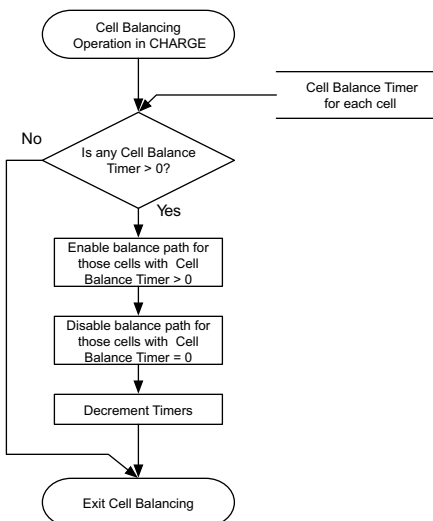 Cell Balancing
Operation in CHARGE
Cell Balance Timer
for each cell
No
Is any Cell Balance
Timer > 0?
Yes
Enable balance path for
those cells with Cell
Balance Timer > 0
Disable balance path for
those cells with Cell
Balance Timer = 0
Decrement Timers
Exit Cell Balancing